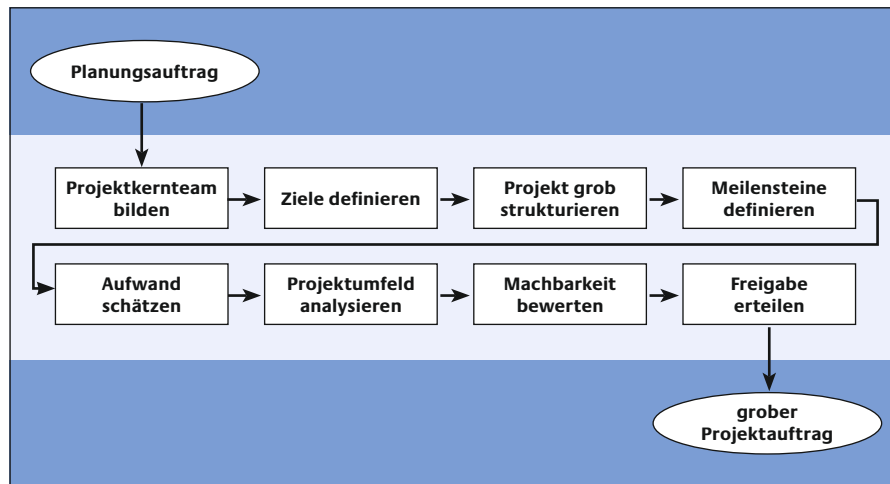 Planungsauftrag
Projektkernteam
bilden
Ziele definieren
Projekt grob
strukturieren
Meilensteine
definieren
Aufwand
schätzen
Projektumfeld
analysieren
Machbarkeit
bewerten
Freigabe
erteilen
grober
Projektauftrag